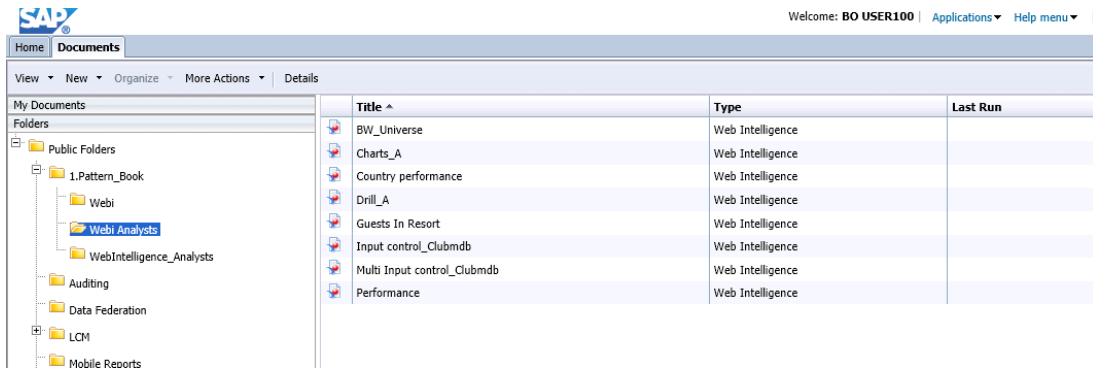 SAP®
Welcome: BO USER100 | Applications Help menu
Home Documents
View New Organize More Actions Details
My Documents
Folders
Public Folders
1.Pattern_Book
Webi
Webi Analysts
WebIntelligence_Analysts
Auditing
Data Federation
LCM
Mobile Reports
Title Type Last Run
BW_Universe Web Intelligence
Charts_A Web Intelligence
Country performance Web Intelligence
Drill_A Web Intelligence
Guests In Resort Web Intelligence
Input control_Clubmdb Web Intelligence
Multi Input control_Clubmdb Web Intelligence
Performance Web Intelligence